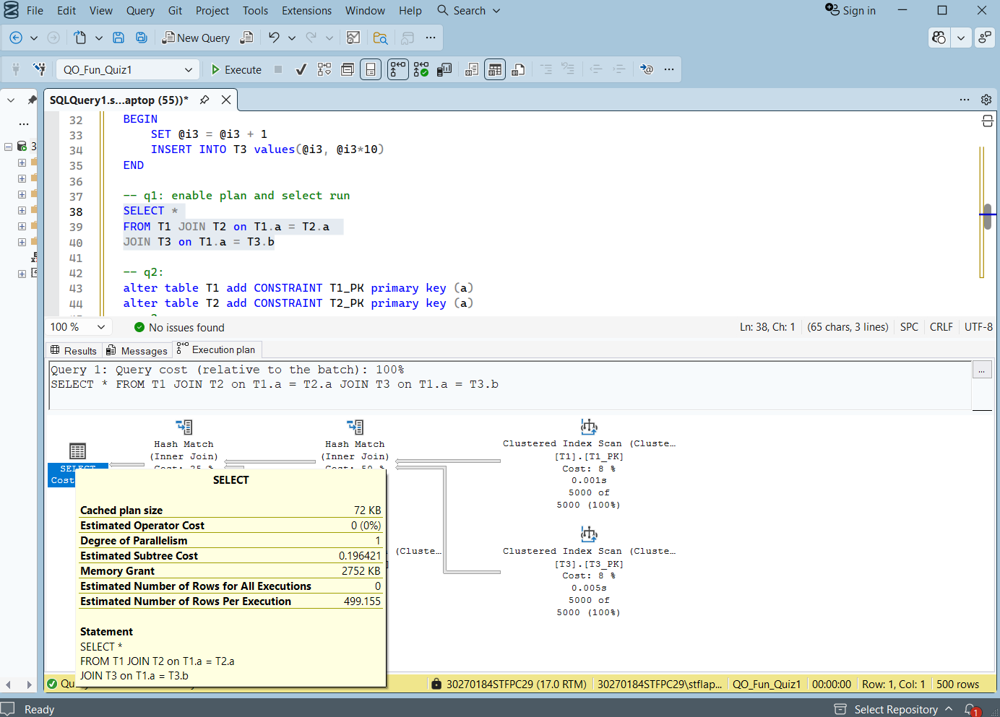 File Edit View Query Git Project Tools Extensions Window Help Search Sign in
New Query
QO_Fun_Quiz1 Execute
SQLQuery1.s...aptop (55))*
3
32 BEGIN
33 SET @i3 = @i3 + 1
34 INSERT INTO T3 values(@i3, @i3*10)
35 END
36
37 -- q1: enable plan and select run
38 SELECT *
39 FROM T1 JOIN T2 on T1.a = T2.a
40 JOIN T3 on T1.a = T3.b
41
42 -- q2:
43 alter table T1 add CONSTRAINT T1_PK primary key (a)
44 alter table T2 add CONSTRAINT T2_PK primary key (a)
100 % No issues found Ln: 38, Ch: 1 (65 chars, 3 lines) SPC CRLF UTF-8
Results Messages Execution plan
Query 1: Query cost (relative to the batch): 100%
SELECT * FROM T1 JOIN T2 on T1.a = T2.a JOIN T3 on T1.a = T3.b
...
SELECT
Cost
Hash Match
(Inner Join)
Cost: 25 %
Hash Match
(Inner Join)
Cost: 50 %
Clustered Index Scan (Cluste...
[T1].[T1_PK]
Cost: 8 %
0.001s
5000 of
5000 (100%)
(Cluste...
Clustered Index Scan (Cluste...
[T3].[T3_PK]
Cost: 8 %
0.005s
5000 of
5000 (100%)
SELECT
Cached plan size 72 KB
Estimated Operator Cost 0 (0%)
Degree of Parallelism 1
Estimated Subtree Cost 0.196421
Memory Grant 2752 KB
Estimated Number of Rows for All Executions 0
Estimated Number of Rows Per Execution 499.155
Statement
SELECT *
FROM T1 JOIN T2 on T1.a = T2.a
JOIN T3 on T1.a = T3.b
30270184STFPC29 (17.0 RTM) 30270184STFPC29\stflap... QO_Fun_Quiz1 00:00:00 Row: 1, Col: 1 500 rows
Ready Select Repository 1